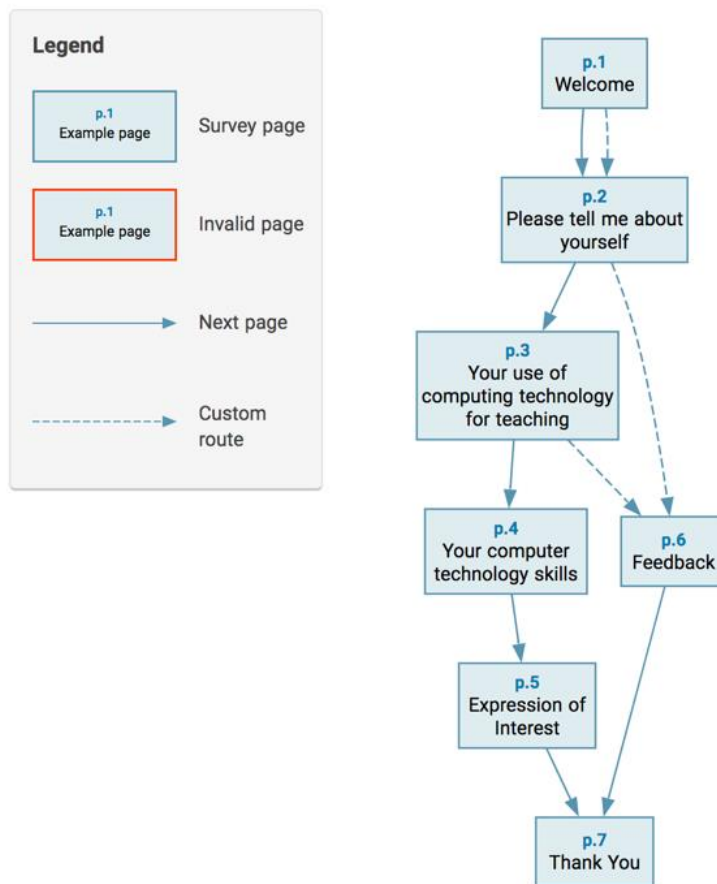 Legend
p.1
Example page
Survey page
p.1
Example page
Invalid page
Next page
Custom
route
p.1
Welcome
p.2
Please tell me about
yourself
p.3
Your use of
computing technology
for teaching
p.4
Your computer
technology skills
p.6
Feedback
p.5
Expression of
Interest
p.7
Thank You